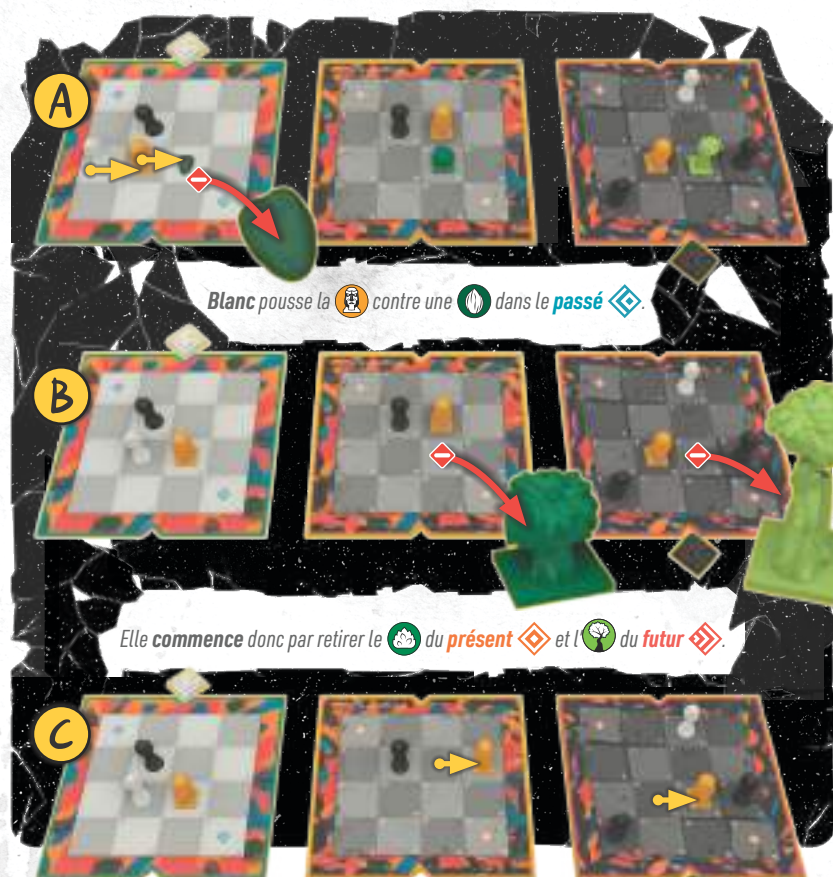 A
Blanc pousse la contre une dans le passé .
B
Elle commence donc par retirer le du présent et l' du futur .
C